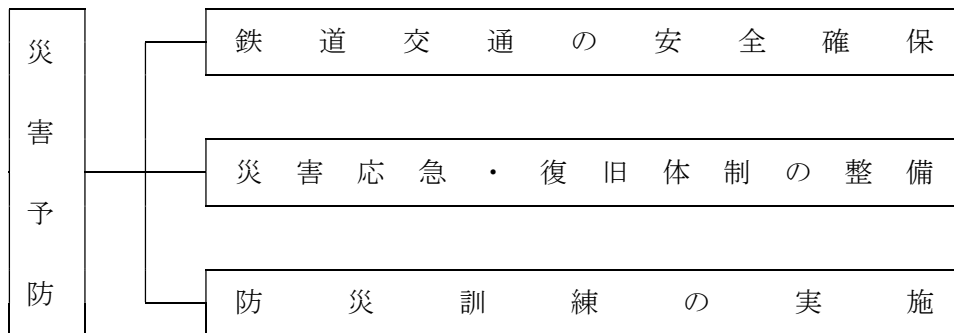 災害予防
鉄道交通の安全確保
災害応急・復旧体制の整備
防災訓練の実施